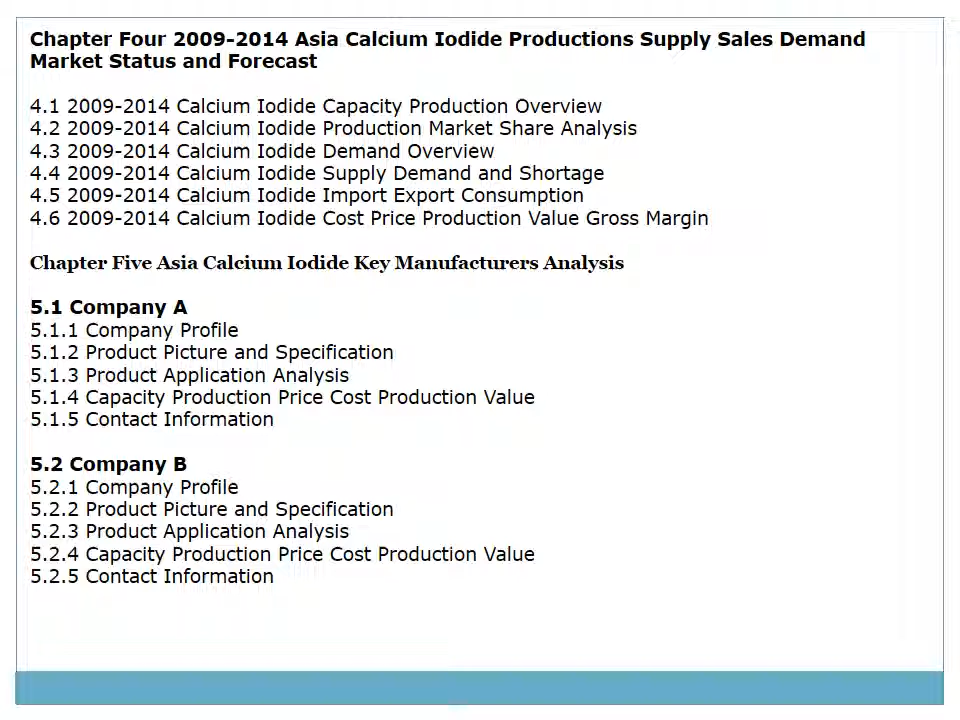 Chapter Four 2009-2014 Asia Calcium Iodide Productions Supply Sales Demand
Market Status and Forecast
4.1 2009-2014 Calcium Iodide Capacity Production Overview
4.2 2009-2014 Calcium Iodide Production Market Share Analysis
4.3 2009-2014 Calcium Iodide Demand Overview
4.4 2009-2014 Calcium Iodide Supply Demand and Shortage
4.5 2009-2014 Calcium Iodide Import Export Consumption
4.6 2009-2014 Calcium Iodide Cost Price Production Value Gross Margin
Chapter Five Asia Calcium Iodide Key Manufacturers Analysis
5.1 Company A
5.1.1 Company Profile
5.1.2 Product Picture and Specification
5.1.3 Product Application Analysis
5.1.4 Capacity Production Price Cost Production Value
5.1.5 Contact Information
5.2 Company B
5.2.1 Company Profile
5.2.2 Product Picture and Specification
5.2.3 Product Application Analysis
5.2.4 Capacity Production Price Cost Production Value
5.2.5 Contact Information